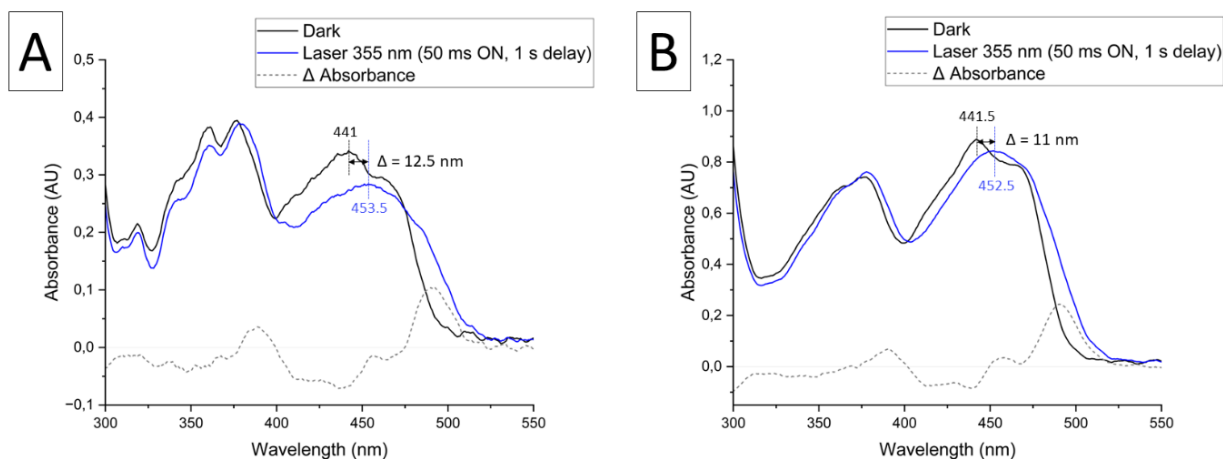 A
Dark
Laser 355 nm (50 ms ON, 1 s delay)
Δ Absorbance
0,5
0,4
0,3
0,2
0,1
0,0
−0,1
441
Δ = 12.5 nm
453.5
Absorbance (AU)
300 350 400 450 500 550
Wavelength (nm)
B
Dark
Laser 355 nm (50 ms ON, 1 s delay)
Δ Absorbance
1,2
1,0
0,8
0,6
0,4
0,2
0,0
441.5
Δ = 11 nm
452.5
Absorbance (AU)
300 350 400 450 500 550
Wavelength (nm)